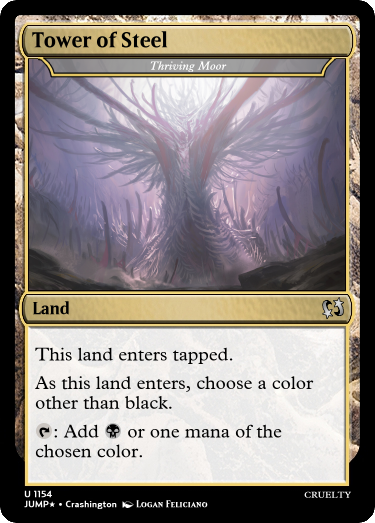 Tower of Steel
Thriving Moor
Land
This land enters tapped.
As this land enters, choose a color
other than black.
: Add or one mana of the
chosen color.
U 1154
JUMP★ • Crashington Logan Feliciano
CRUELTY